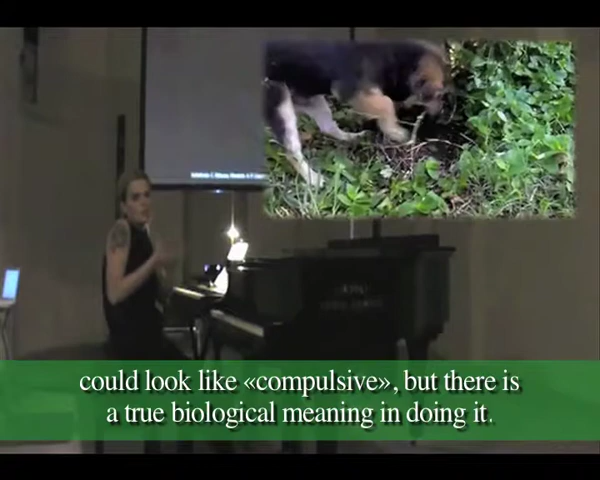 could look like «compulsive», but there is
a true biological meaning in doing it.